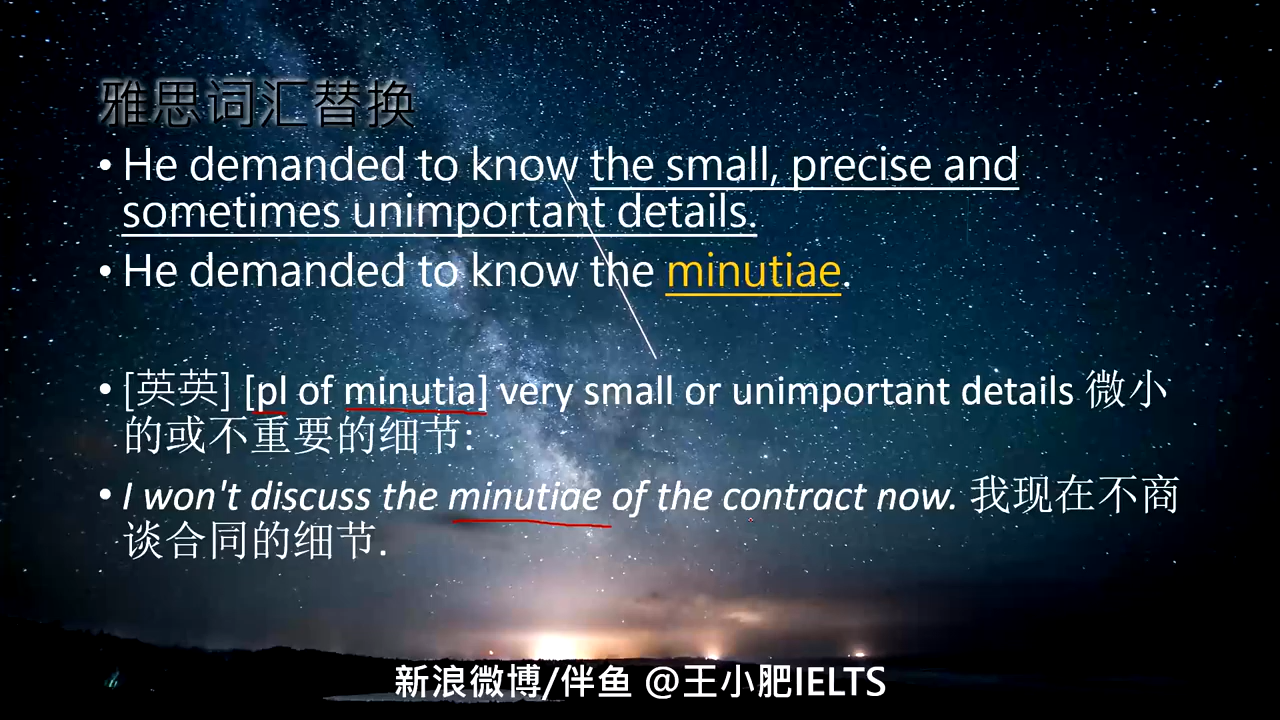 雅思词汇替换
• He demanded to know the small, precise and
sometimes unimportant details.
• He demanded to know the minutiae.
• [英英] [pl of minutia] very small or unimportant details 微小
的或不重要的细节:
• I won't discuss the minutiae of the contract now. 我现在不商
谈合同的细节.
新浪微博/伴鱼 @王小肥IELTS